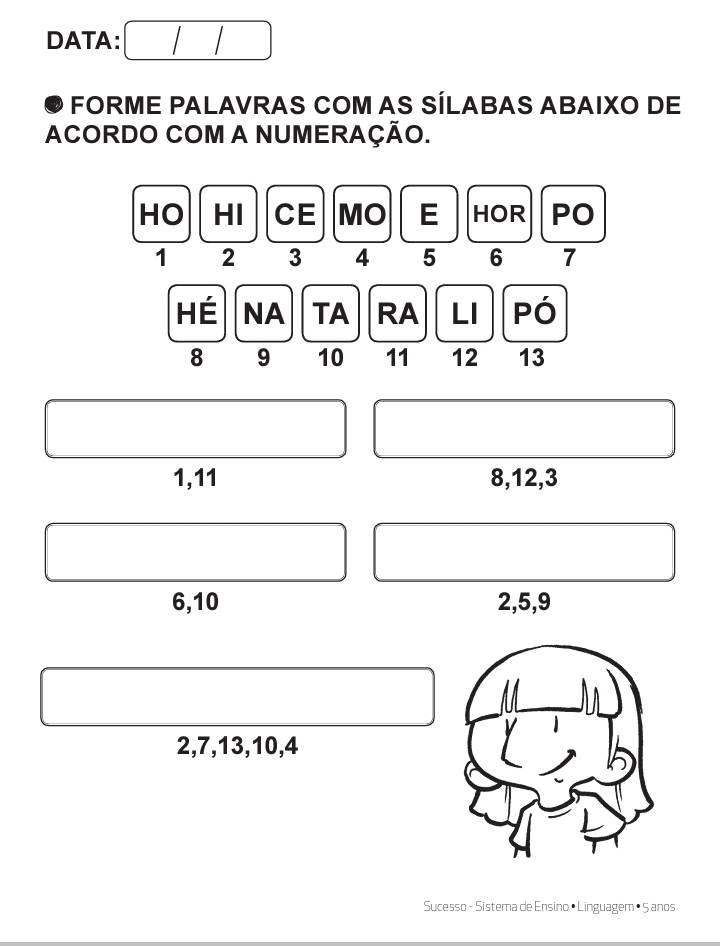 DATA: / /
● FORME PALAVRAS COM AS SÍLABAS ABAIXO DE
ACORDO COM A NUMERAÇÃO.
HO HI CE MO E HOR PO
1 2 3 4 5 6 7
HÉ NA TA RA LI PÓ
8 9 10 11 12 13
1,11 8,12,3
6,10 2,5,9
2,7,13,10,4
Sucesso - Sistema de Ensino • Linguagem • 5 anos